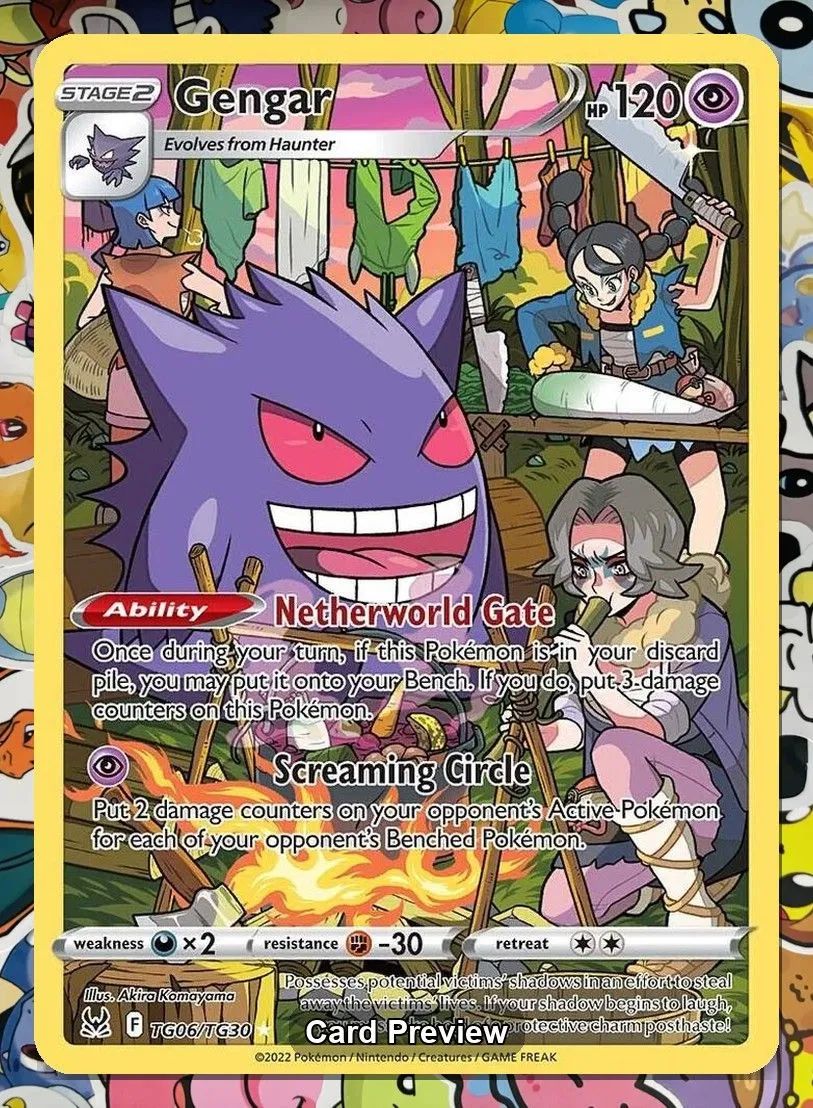 STAGE2
Gengar
HP 120
Evolves from Haunter
Ability Netherworld Gate
Once during your turn, if this Pokémon is in your discard
pile, you may put it onto your Bench. If you do, put 3 damage
counters on this Pokémon.
Screaming Circle
Put 2 damage counters on your opponent's Active Pokémon
for each of your opponent's Benched Pokémon.
weakness ×2 resistance -30 retreat
Possesses potential victims' shadows in an effort to steal
away the victims' lives. If your shadow begins to laugh,
protective charm posthaste!
Illus. Akira Komayama
F TG06/TG30
Card Preview
©2022 Pokémon / Nintendo / Creatures / GAME FREAK